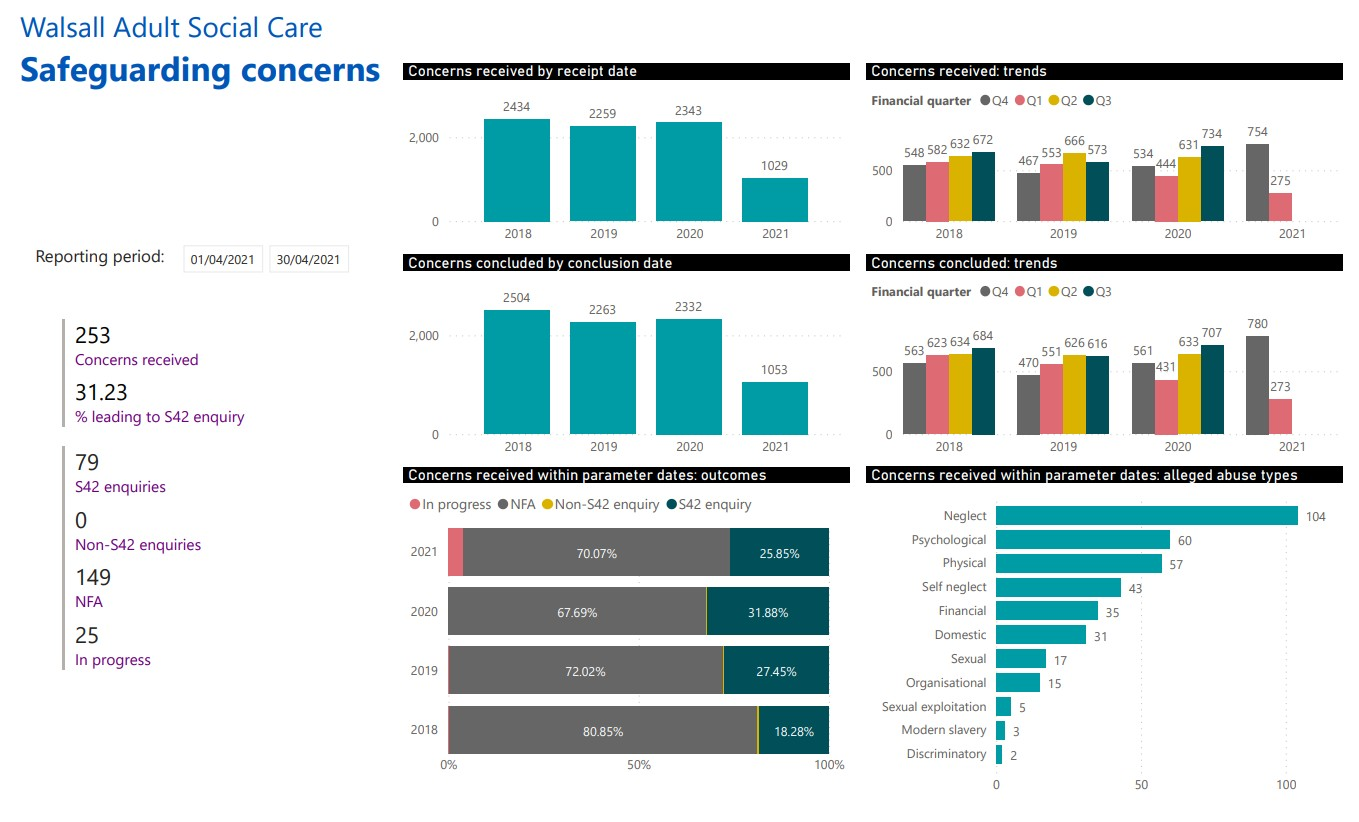 Walsall Adult Social Care
Safeguarding concerns
Reporting period: 01/04/2021 30/04/2021
253
Concerns received
31.23
% leading to S42 enquiry
79
S42 enquiries
0
Non-S42 enquiries
149
NFA
25
In progress
Concerns received by receipt date
2434
2259
2343
1029
2,000
0
2018 2019 2020 2021
Concerns received: trends
Financial quarter Q4 Q1 Q2 Q3
548 582 632 672
467 553 666 573
534 444 631 734
754 275
500
0
2018 2019 2020 2021
Concerns concluded by conclusion date
2504
2263
2332
1053
2,000
0
2018 2019 2020 2021
Concerns concluded: trends
Financial quarter Q4 Q1 Q2 Q3
563 623 634 684
470 551 626 616
561 431 633 707
780 273
500
0
2018 2019 2020 2021
Concerns received within parameter dates: outcomes
In progress NFA Non-S42 enquiry S42 enquiry
2021 70.07% 25.85%
2020 67.69% 31.88%
2019 72.02% 27.45%
2018 80.85% 18.28%
0% 50% 100%
Concerns received within parameter dates: alleged abuse types
Neglect 104
Psychological 60
Physical 57
Self neglect 43
Financial 35
Domestic 31
Sexual 17
Organisational 15
Sexual exploitation 5
Modern slavery 3
Discriminatory 2
0 50 100